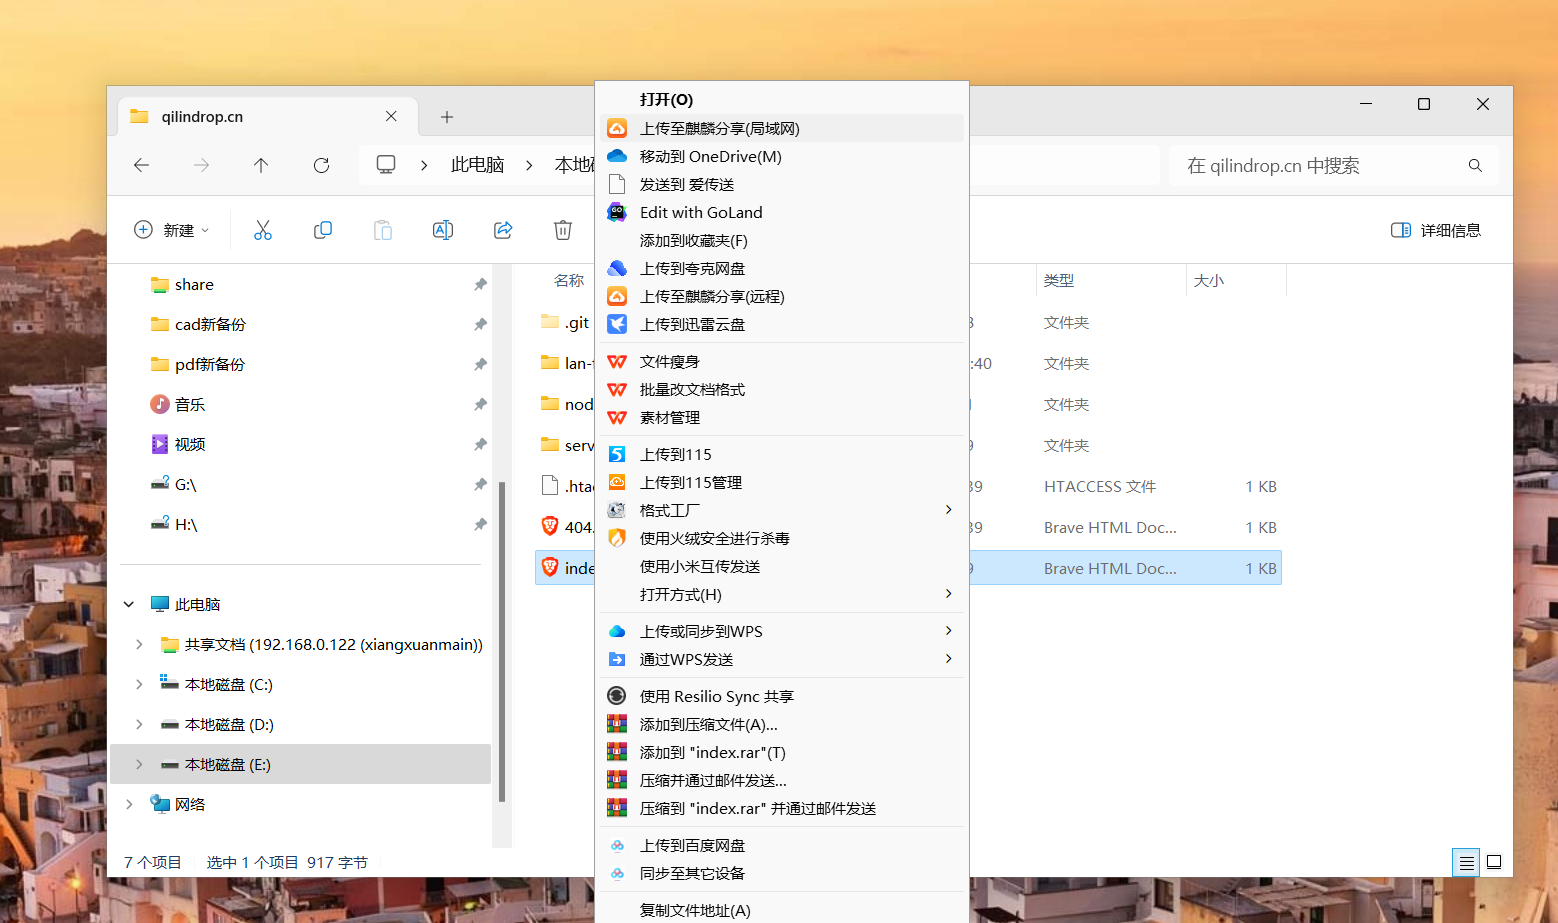 qilindrop.cn
此电脑
本地
在 qilindrop.cn 中搜索
新建
详细信息
share
cad新备份
pdf新备份
音乐
视频
G:\
H:\
此电脑
共享文档 (192.168.0.122 (xiangxuanmain))
本地磁盘 (C:)
本地磁盘 (D:)
本地磁盘 (E:)
网络
名称
类型
大小
.git
文件夹
lan-
:40
文件夹
nod
文件夹
serv
9
文件夹
.htac
39
HTACCESS 文件
1 KB
404.
39
Brave HTML Doc...
1 KB
inde
9
Brave HTML Doc...
1 KB
打开(O)
上传至麒麟分享(局域网)
移动到 OneDrive(M)
发送到 爱传送
Edit with GoLand
添加到收藏夹(F)
上传到夸克网盘
上传至麒麟分享(远程)
上传到迅雷云盘
文件瘦身
批量改文档格式
素材管理
上传到115
上传到115管理
格式工厂
使用火绒安全进行杀毒
使用小米互传发送
打开方式(H)
上传或同步到WPS
通过WPS发送
使用 Resilio Sync 共享
添加到压缩文件(A)...
添加到 "index.rar"(T)
压缩并通过邮件发送...
压缩到 "index.rar" 并通过邮件发送
上传到百度网盘
同步至其它设备
复制文件地址(A)
7 个项目
选中 1 个项目 917 字节